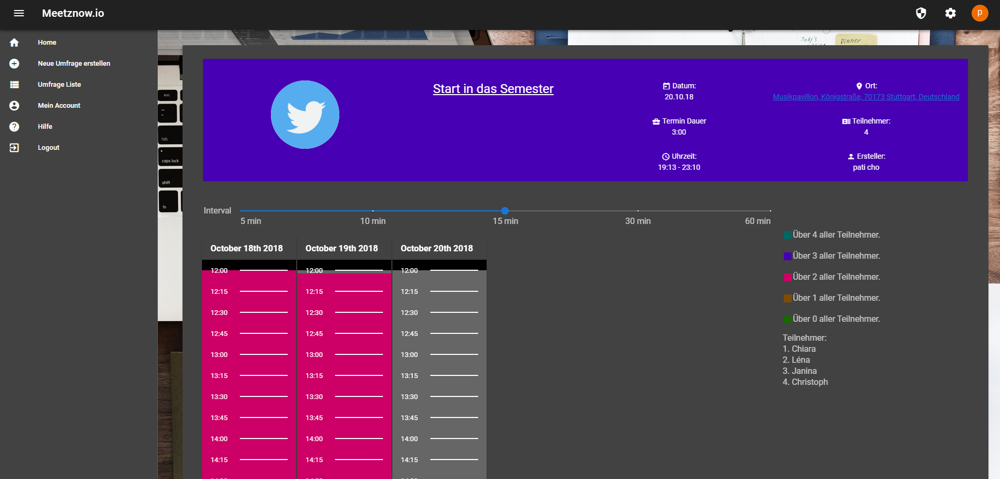 Meetznow.io
p
Home
Neue Umfrage erstellen
Umfrage Liste
Mein Account
Hilfe
Logout
Judy's
Dinner
esc
tab
caps lock
shift
fn
Start in das Semester
Datum:
20.10.18
Termin Dauer
3:00
Uhrzeit:
19:13 - 23:10
Ort:
Musikpavillon, Königstraße, 70173 Stuttgart, Deutschland
Teilnehmer:
4
Ersteller:
pati cho
Interval
5 min 10 min 15 min 30 min 60 min
October 18th 2018 October 19th 2018 October 20th 2018
12:00 12:00 12:00
12:15 12:15 12:15
12:30 12:30 12:30
12:45 12:45 12:45
13:00 13:00 13:00
13:15 13:15 13:15
13:30 13:30 13:30
13:45 13:45 13:45
14:00 14:00 14:00
14:15 14:15 14:15
Über 4 aller Teilnehmer.
Über 3 aller Teilnehmer.
Über 2 aller Teilnehmer.
Über 1 aller Teilnehmer.
Über 0 aller Teilnehmer.
Teilnehmer:
1. Chiara
2. Léna
3. Janina
4. Christoph